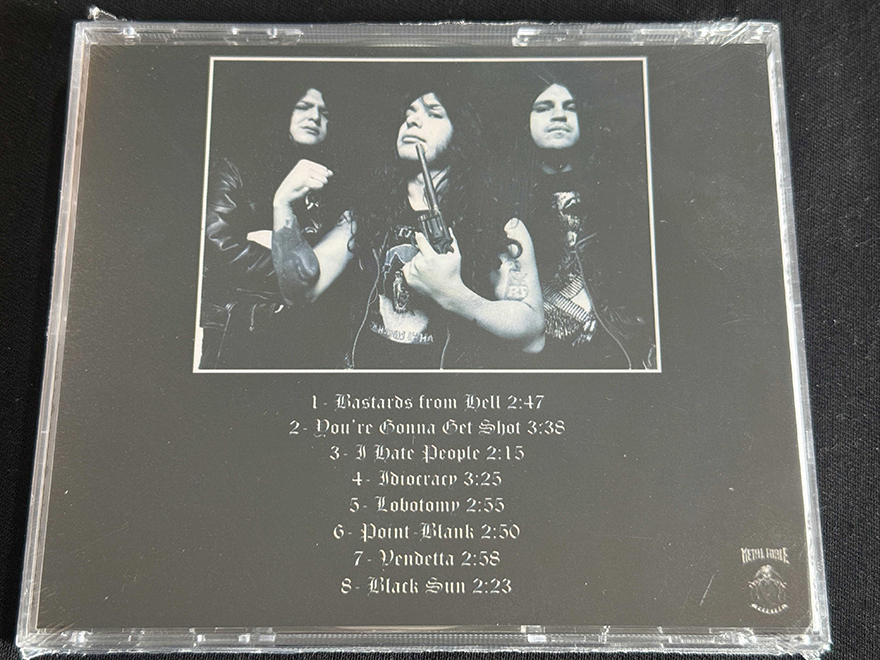 1- Bastards from Hell 2:47
2- You're Gonna Get Shot 3:38
3- I Hate People 2:15
4- Idiocracy 3:25
5- Lobotomy 2:55
6- Point-Blank 2:50
7- Vendetta 2:58
8- Black Sun 2:23
METAL